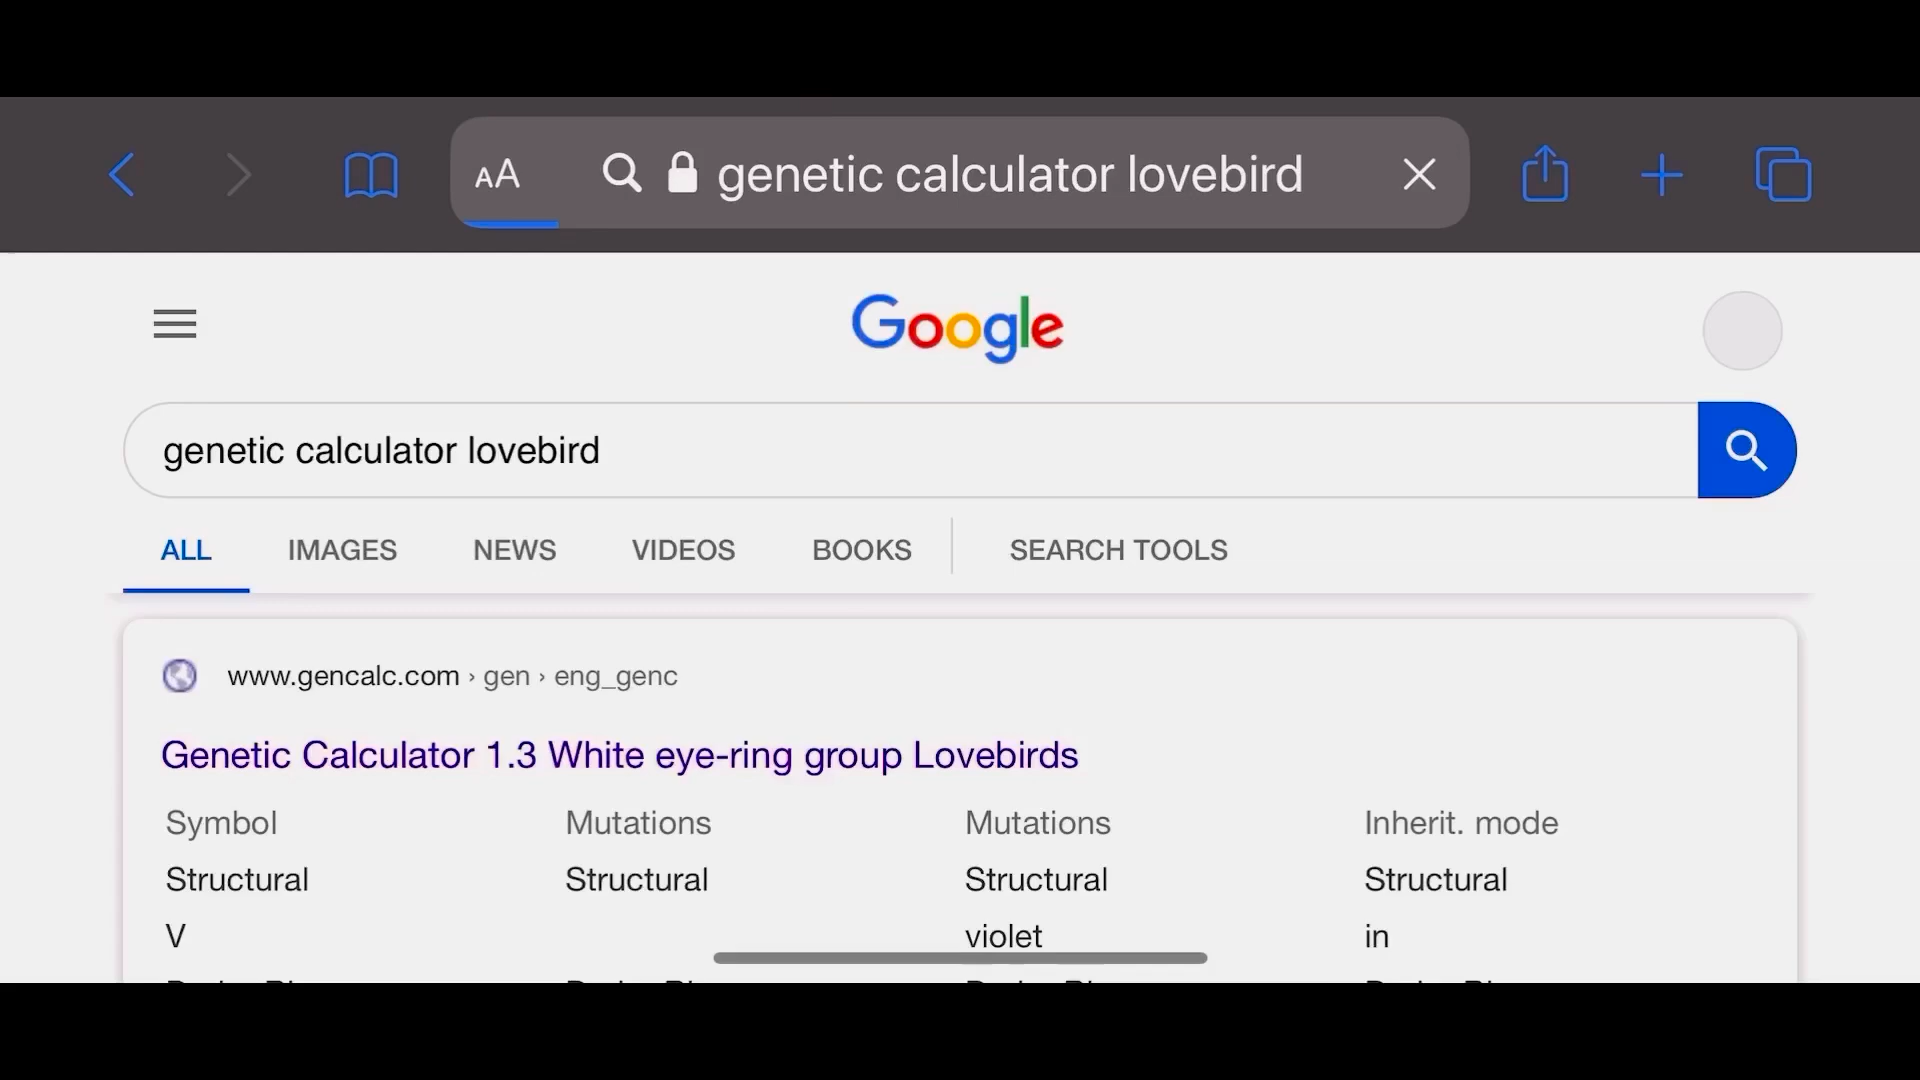 AA genetic calculator lovebird
Google
genetic calculator lovebird
ALL IMAGES NEWS VIDEOS BOOKS SEARCH TOOLS
www.gencalc.com › gen › eng_genc
Genetic Calculator 1.3 White eye-ring group Lovebirds
Symbol Mutations Mutations Inherit. mode
Structural Structural Structural Structural
V violet in